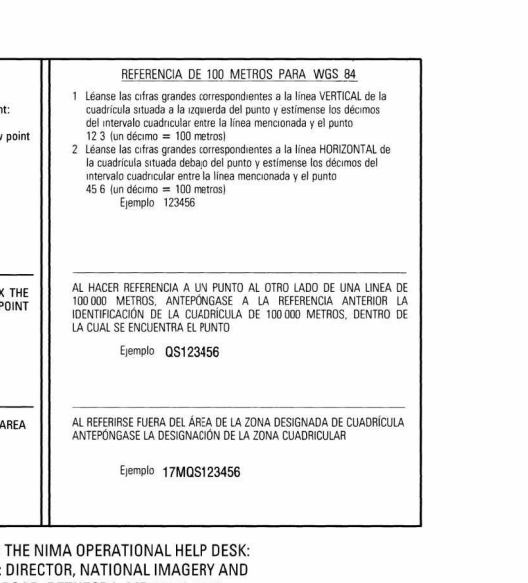 nt:
point
X THE
POINT
AREA
REFERENCIA DE 100 METROS PARA WGS 84
1 Léanse las cifras grandes correspondientes a la línea VERTICAL de la
cuadrícula situada a la izquierda del punto y estímense los décimos
del intervalo cuadricular entre la línea mencionada y el punto
12 3 (un décimo = 100 metros)
2 Léanse las cifras grandes correspondientes a la línea HORIZONTAL de
la cuadrícula situada debajo del punto y estímense los décimos del
intervalo cuadricular entre la línea mencionada y el punto
45 6 (un décimo = 100 metros)
Ejemplo 123456
AL HACER REFERENCIA A UN PUNTO AL OTRO LADO DE UNA LINEA DE
100 000 METROS, ANTEPÓNGASE A LA REFERENCIA ANTERIOR LA
IDENTIFICACIÓN DE LA CUADRÍCULA DE 100 000 METROS, DENTRO DE
LA CUAL SE ENCUENTRA EL PUNTO
Ejemplo QS123456
AL REFERIRSE FUERA DEL ÁREA DE LA ZONA DESIGNADA DE CUADRÍCULA
ANTEPÓNGASE LA DESIGNACIÓN DE LA ZONA CUADRICULAR
Ejemplo 17MQS123456
THE NIMA OPERATIONAL HELP DESK:
: DIRECTOR, NATIONAL IMAGERY AND